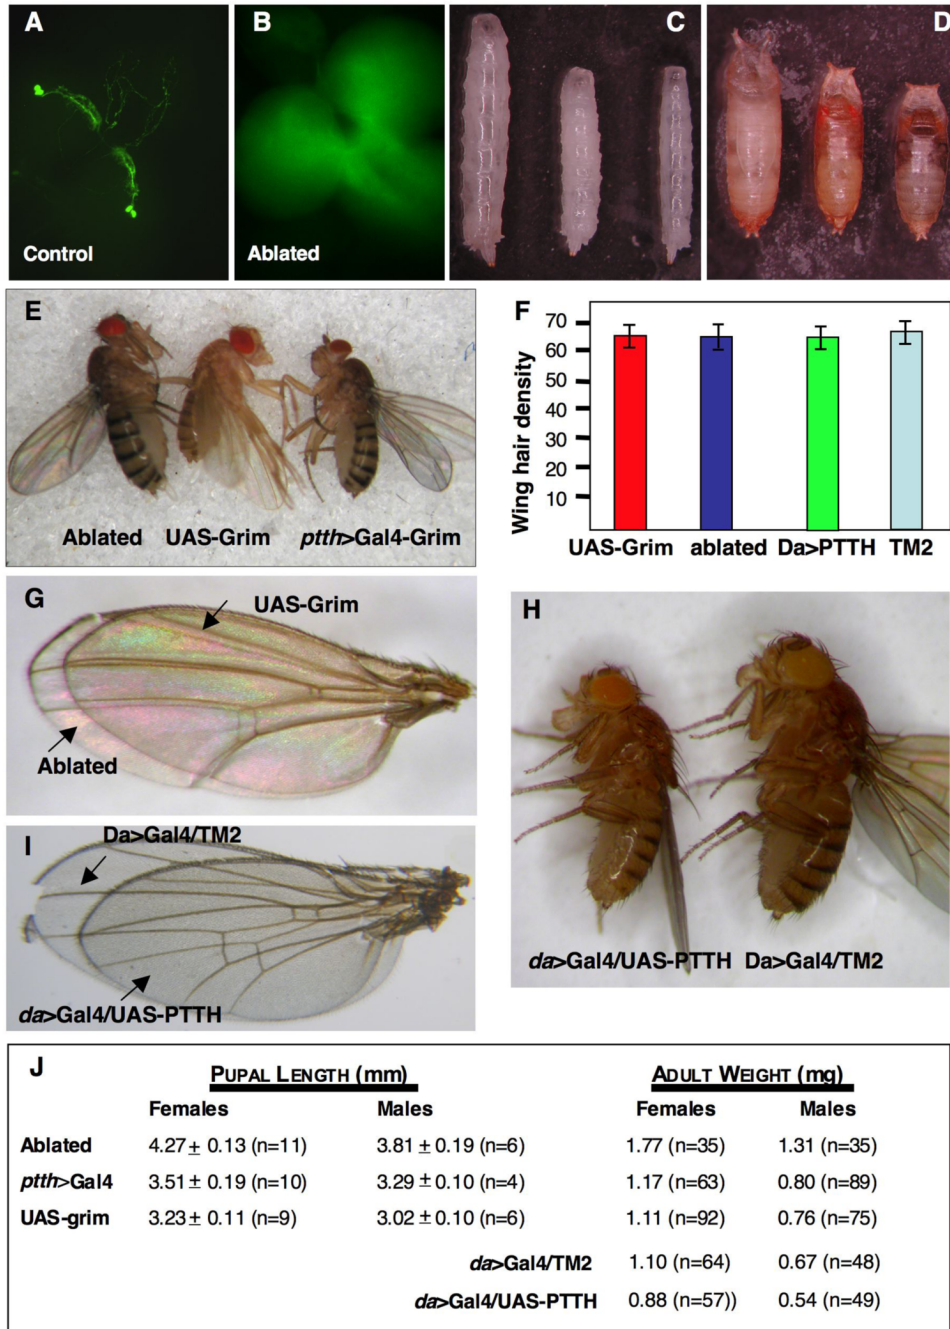 A
Control
B
Ablated
C
D
E
Ablated UAS-Grim ptth>Gal4-Grim
F
Wing hair density
70
60
50
40
30
20
10
UAS-Grim ablated Da>PTTH TM2
G
UAS-Grim
Ablated
H
da>Gal4/UAS-PTTH Da>Gal4/TM2
I
Da>Gal4/TM2
da>Gal4/UAS-PTTH
J
PUPAL LENGTH (mm) ADULT WEIGHT (mg)
Females Males Females Males
Ablated 4.27 ± 0.13 (n=11) 3.81 ± 0.19 (n=6) 1.77 (n=35) 1.31 (n=35)
ptth>Gal4 3.51 ± 0.19 (n=10) 3.29 ± 0.10 (n=4) 1.17 (n=63) 0.80 (n=89)
UAS-grim 3.23 ± 0.11 (n=9) 3.02 ± 0.10 (n=6) 1.11 (n=92) 0.76 (n=75)
da>Gal4/TM2 1.10 (n=64) 0.67 (n=48)
da>Gal4/UAS-PTTH 0.88 (n=57)) 0.54 (n=49)